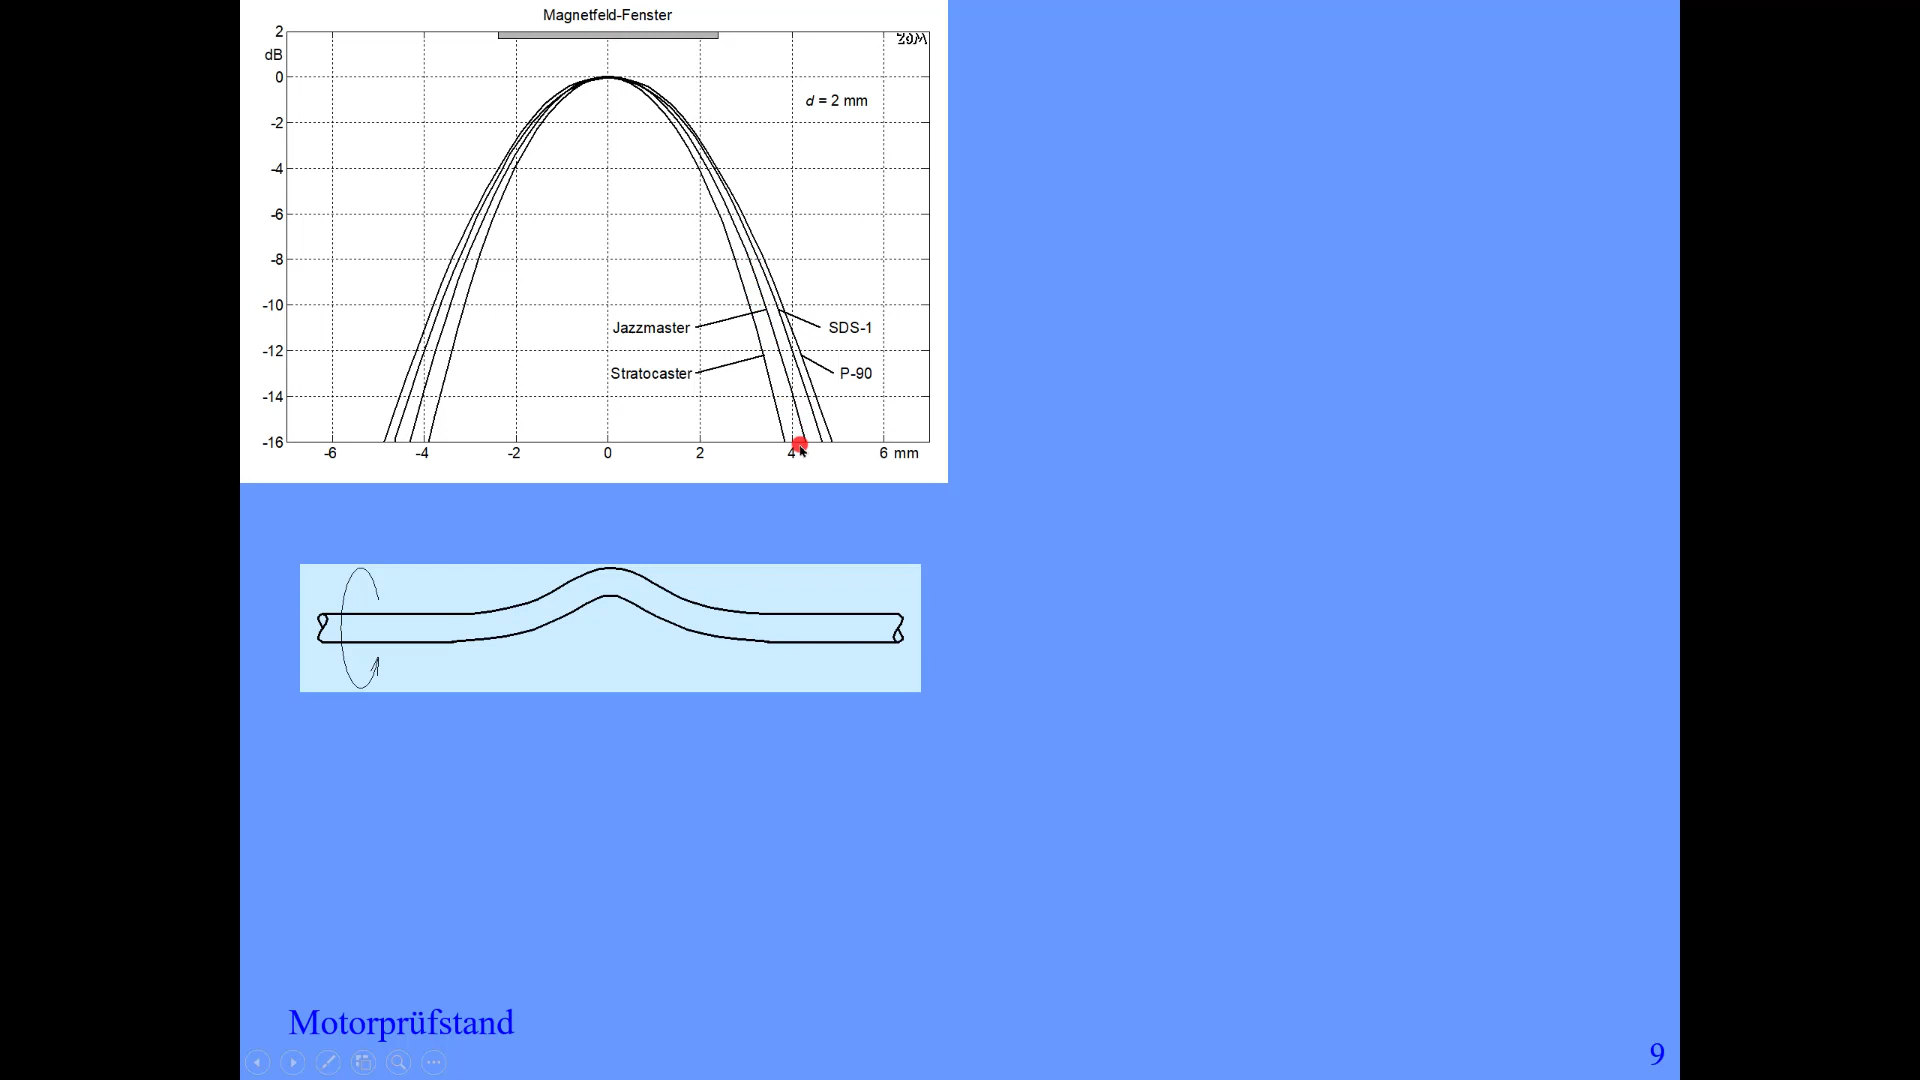 Magnetfeld-Fenster
2
dB
0
-2
-4
-6
-8
-10
-12
-14
-16
d = 2 mm
Jazzmaster
SDS-1
Stratocaster
P-90
-6 -4 -2 0 2 4 6 mm
Motorprüfstand
9